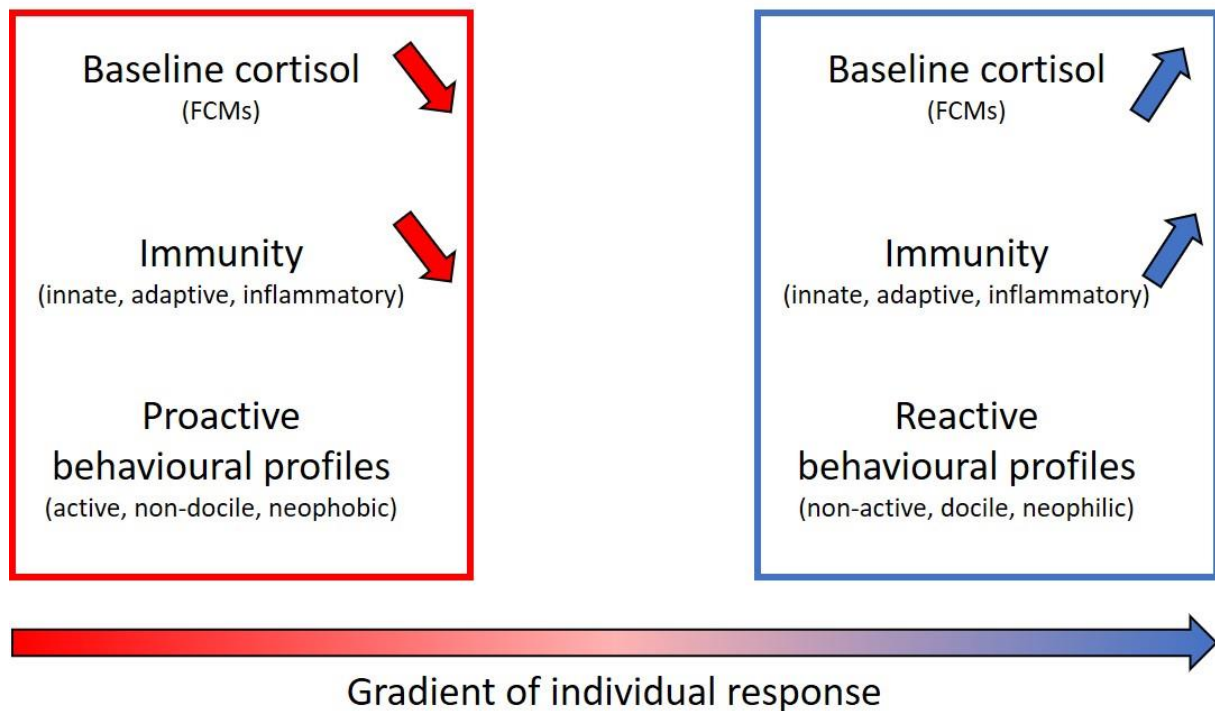 Baseline cortisol
(FCMs)
Immunity
(innate, adaptive, inflammatory)
Proactive
behavioural profiles
(active, non-docile, neophobic)
Baseline cortisol
(FCMs)
Immunity
(innate, adaptive, inflammatory)
Reactive
behavioural profiles
(non-active, docile, neophilic)
Gradient of individual response